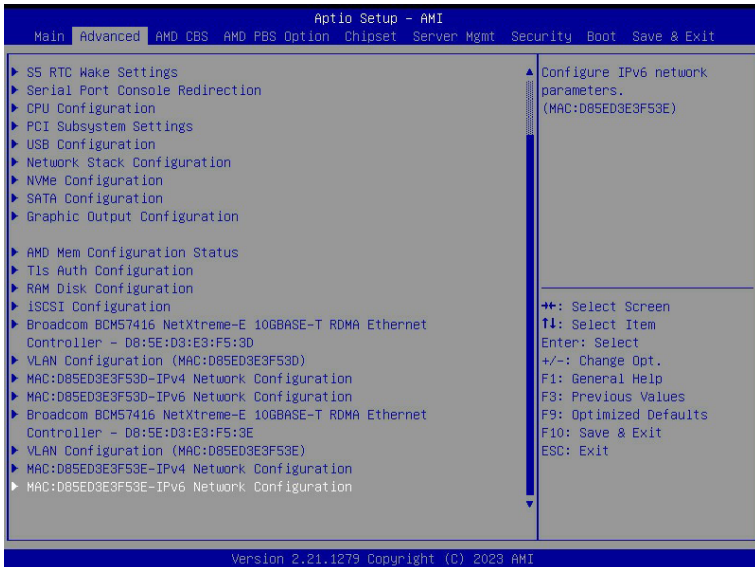 Aptio Setup – AMI
Main Advanced AMD CBS AMD PBS Option Chipset Server Mgmt Security Boot Save & Exit
S5 RTC Wake Settings
Serial Port Console Redirection
CPU Configuration
PCI Subsystem Settings
USB Configuration
Network Stack Configuration
NVMe Configuration
SATA Configuration
Graphic Output Configuration
AMD Mem Configuration Status
Tls Auth Configuration
RAM Disk Configuration
iSCSI Configuration
Broadcom BCM57416 NetXtreme-E 10GBASE-T RDMA Ethernet
Controller – D8:5E:D3:E3:F5:3D
VLAN Configuration (MAC:D85ED3E3F53D)
MAC:D85ED3E3F53D-IPv4 Network Configuration
MAC:D85ED3E3F53D-IPv6 Network Configuration
Broadcom BCM57416 NetXtreme-E 10GBASE-T RDMA Ethernet
Controller – D8:5E:D3:E3:F5:3E
VLAN Configuration (MAC:D85ED3E3F53E)
MAC:D85ED3E3F53E-IPv4 Network Configuration
MAC:D85ED3E3F53E-IPv6 Network Configuration
Configure IPv6 network
parameters.
(MAC:D85ED3E3F53E)
→←: Select Screen
↑↓: Select Item
Enter: Select
+/-: Change Opt.
F1: General Help
F3: Previous Values
F9: Optimized Defaults
F10: Save & Exit
ESC: Exit
Version 2.21.1279 Copyright (C) 2023 AMI